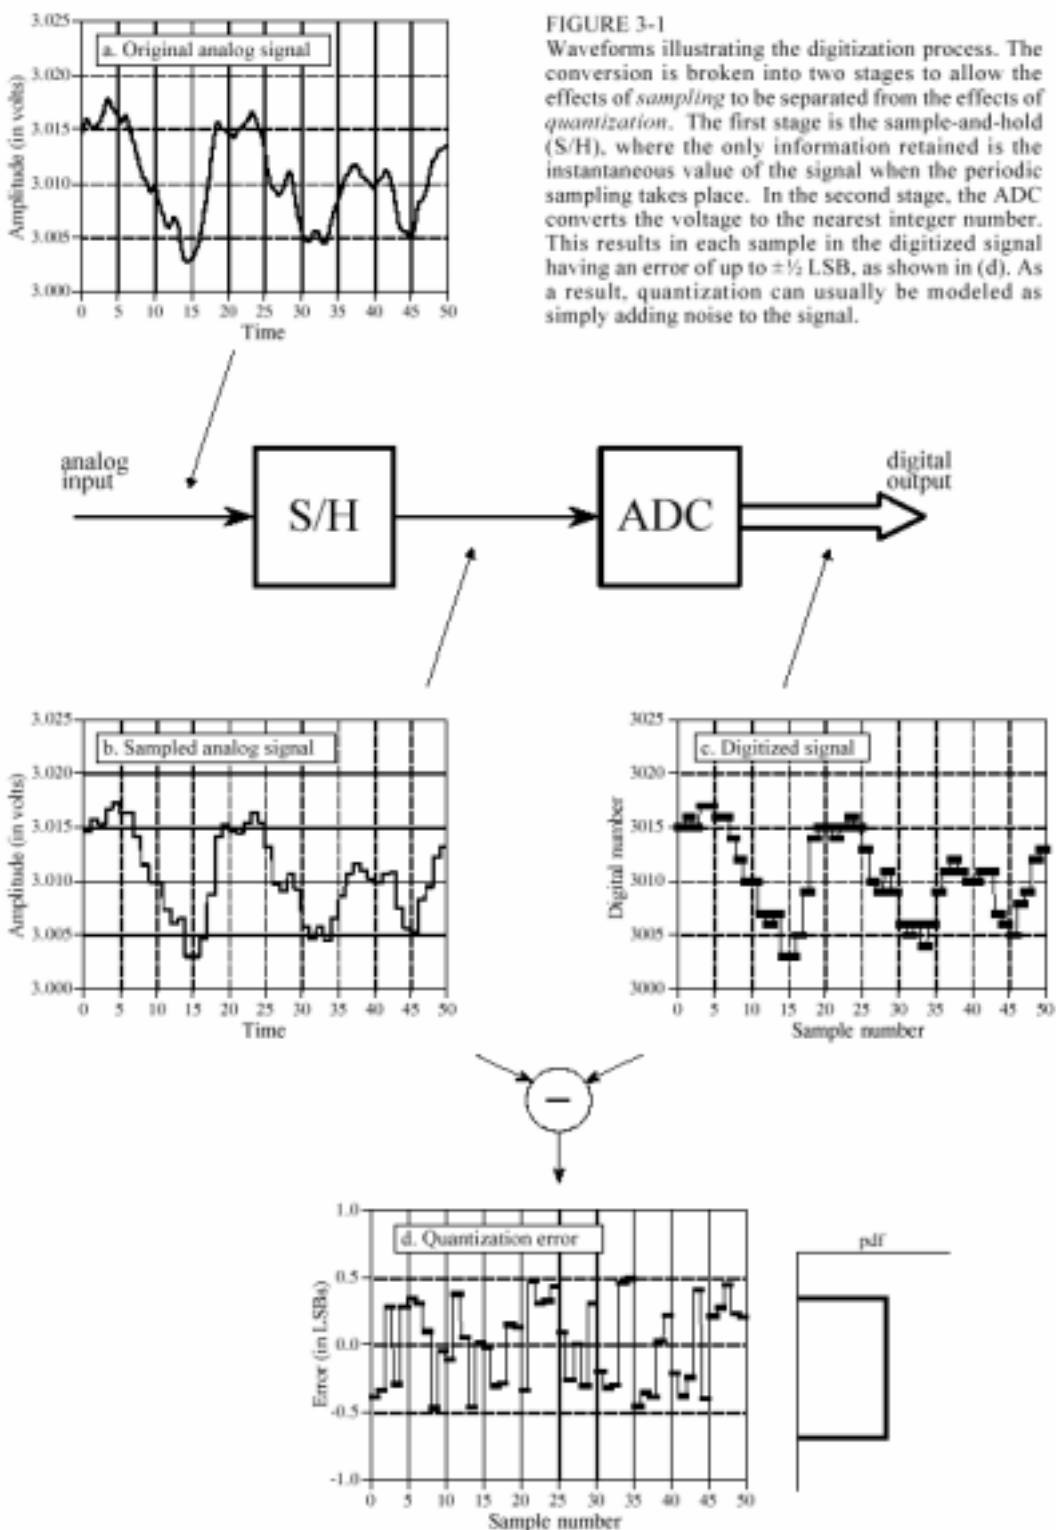 FIGURE 3-1
Waveforms illustrating the digitization process. The
conversion is broken into two stages to allow the
effects of sampling to be separated from the effects of
quantization. The first stage is the sample-and-hold
(S/H), where the only information retained is the
instantaneous value of the signal when the periodic
sampling takes place. In the second stage, the ADC
converts the voltage to the nearest integer number.
This results in each sample in the digitized signal
having an error of up to ±½ LSB, as shown in (d). As
a result, quantization can usually be modeled as
simply adding noise to the signal.
a. Original analog signal
Amplitude (in volts)
3.025
3.020
3.015
3.010
3.005
3.000
0 5 10 15 20 25 30 35 40 45 50
Time
analog
input
S/H
ADC
digital
output
b. Sampled analog signal
Amplitude (in volts)
3.025
3.020
3.015
3.010
3.005
3.000
0 5 10 15 20 25 30 35 40 45 50
Time
c. Digitized signal
Digital number
3025
3020
3015
3010
3005
3000
0 5 10 15 20 25 30 35 40 45 50
Sample number
−
d. Quantization error
Error (in LSBs)
1.0
0.5
0.0
-0.5
-1.0
0 5 10 15 20 25 30 35 40 45 50
Sample number
pdf